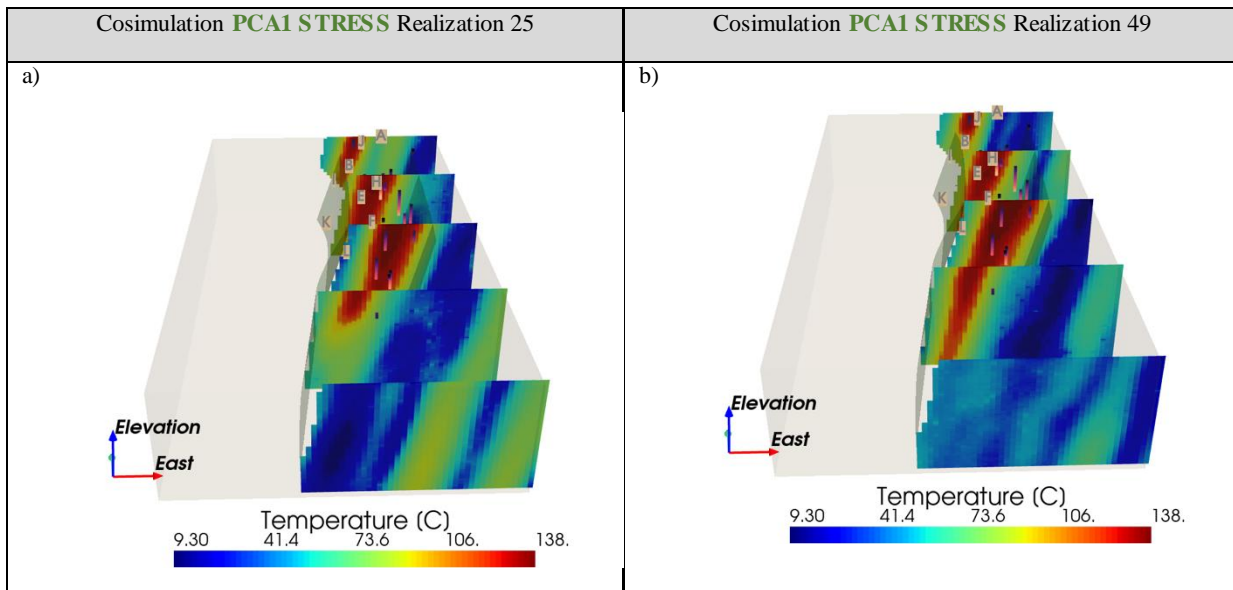 Cosimulation PCA1 STRESS Realization 25
Cosimulation PCA1 STRESS Realization 49
a)
J A
B
H
E
K F
L
Elevation
East
Temperature (C)
9.30 41.4 73.6 106. 138.
b)
J A
B
H
E
K F
L
Elevation
East
Temperature (C)
9.30 41.4 73.6 106. 138.